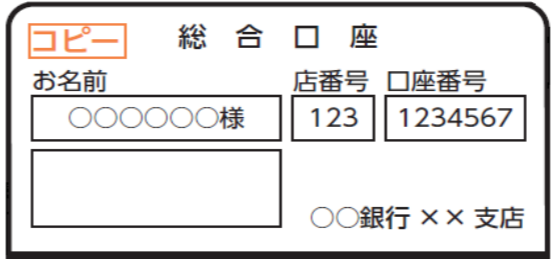 コピー 総合口座
お名前 店番号 口座番号
○○○○○○様 123 1234567
○○銀行 ×× 支店